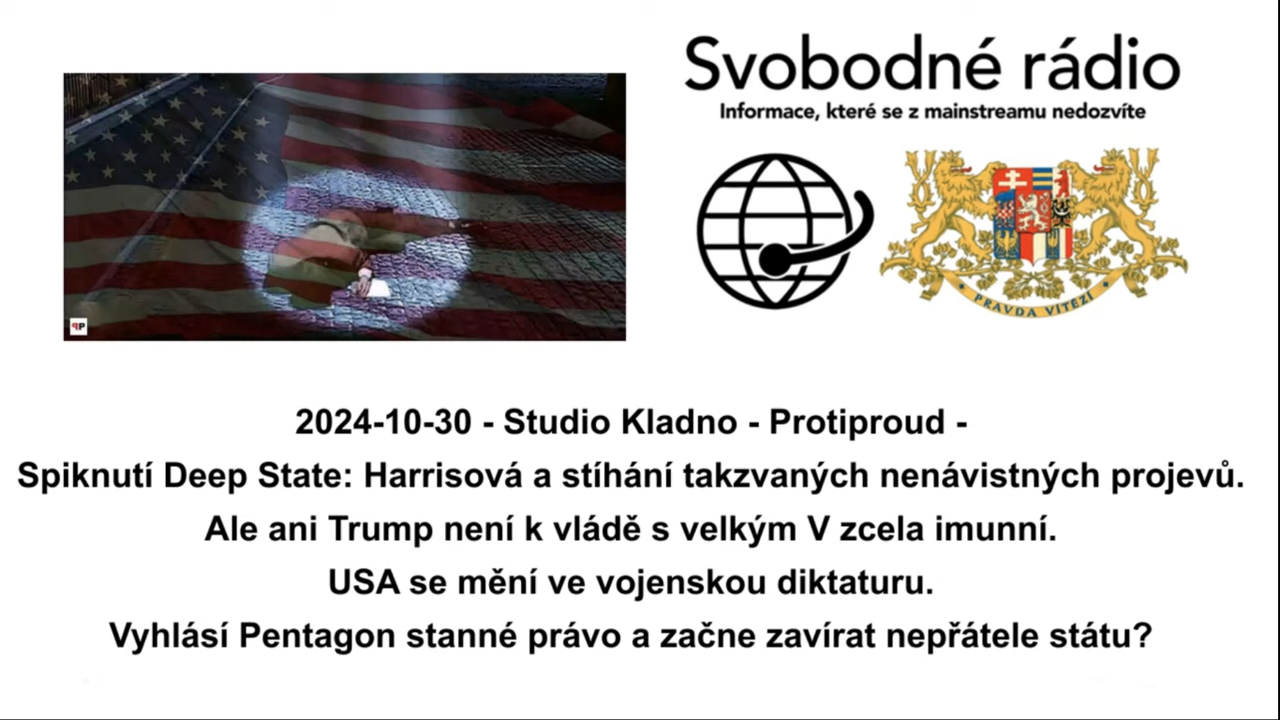 Svobodné rádio
Informace, které se z mainstreamu nedozvíte
PRAVDA VÍTĚZÍ
PP
2024-10-30 - Studio Kladno - Protiproud -
Spiknutí Deep State: Harrisová a stíhání takzvaných nenávistných projevů.
Ale ani Trump není k vládě s velkým V zcela imunní.
USA se mění ve vojenskou diktaturu.
Vyhlásí Pentagon stanné právo a začne zavírat nepřátele státu?